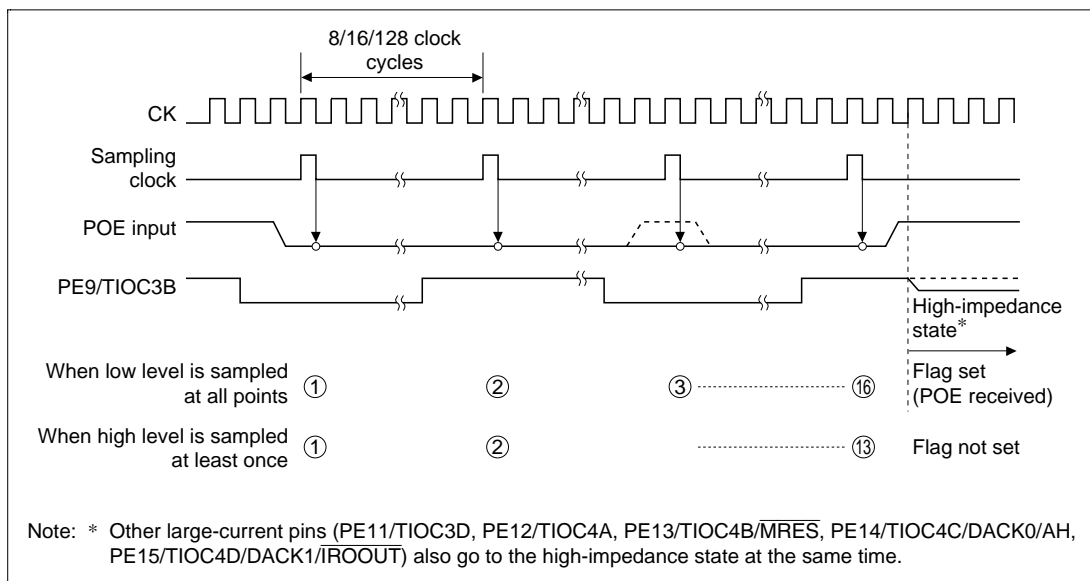 8/16/128 clock
cycles
CK
Sampling
clock
POE input
PE9/TIOC3B
High-impedance
state*
When low level is sampled
at all points
① ② ③ ⑯
Flag set
(POE received)
When high level is sampled
at least once
① ② ⑬
Flag not set
Note: * Other large-current pins (PE11/TIOC3D, PE12/TIOC4A, PE13/TIOC4B/MRES, PE14/TIOC4C/DACK0/AH,
PE15/TIOC4D/DACK1/IROOUT) also go to the high-impedance state at the same time.